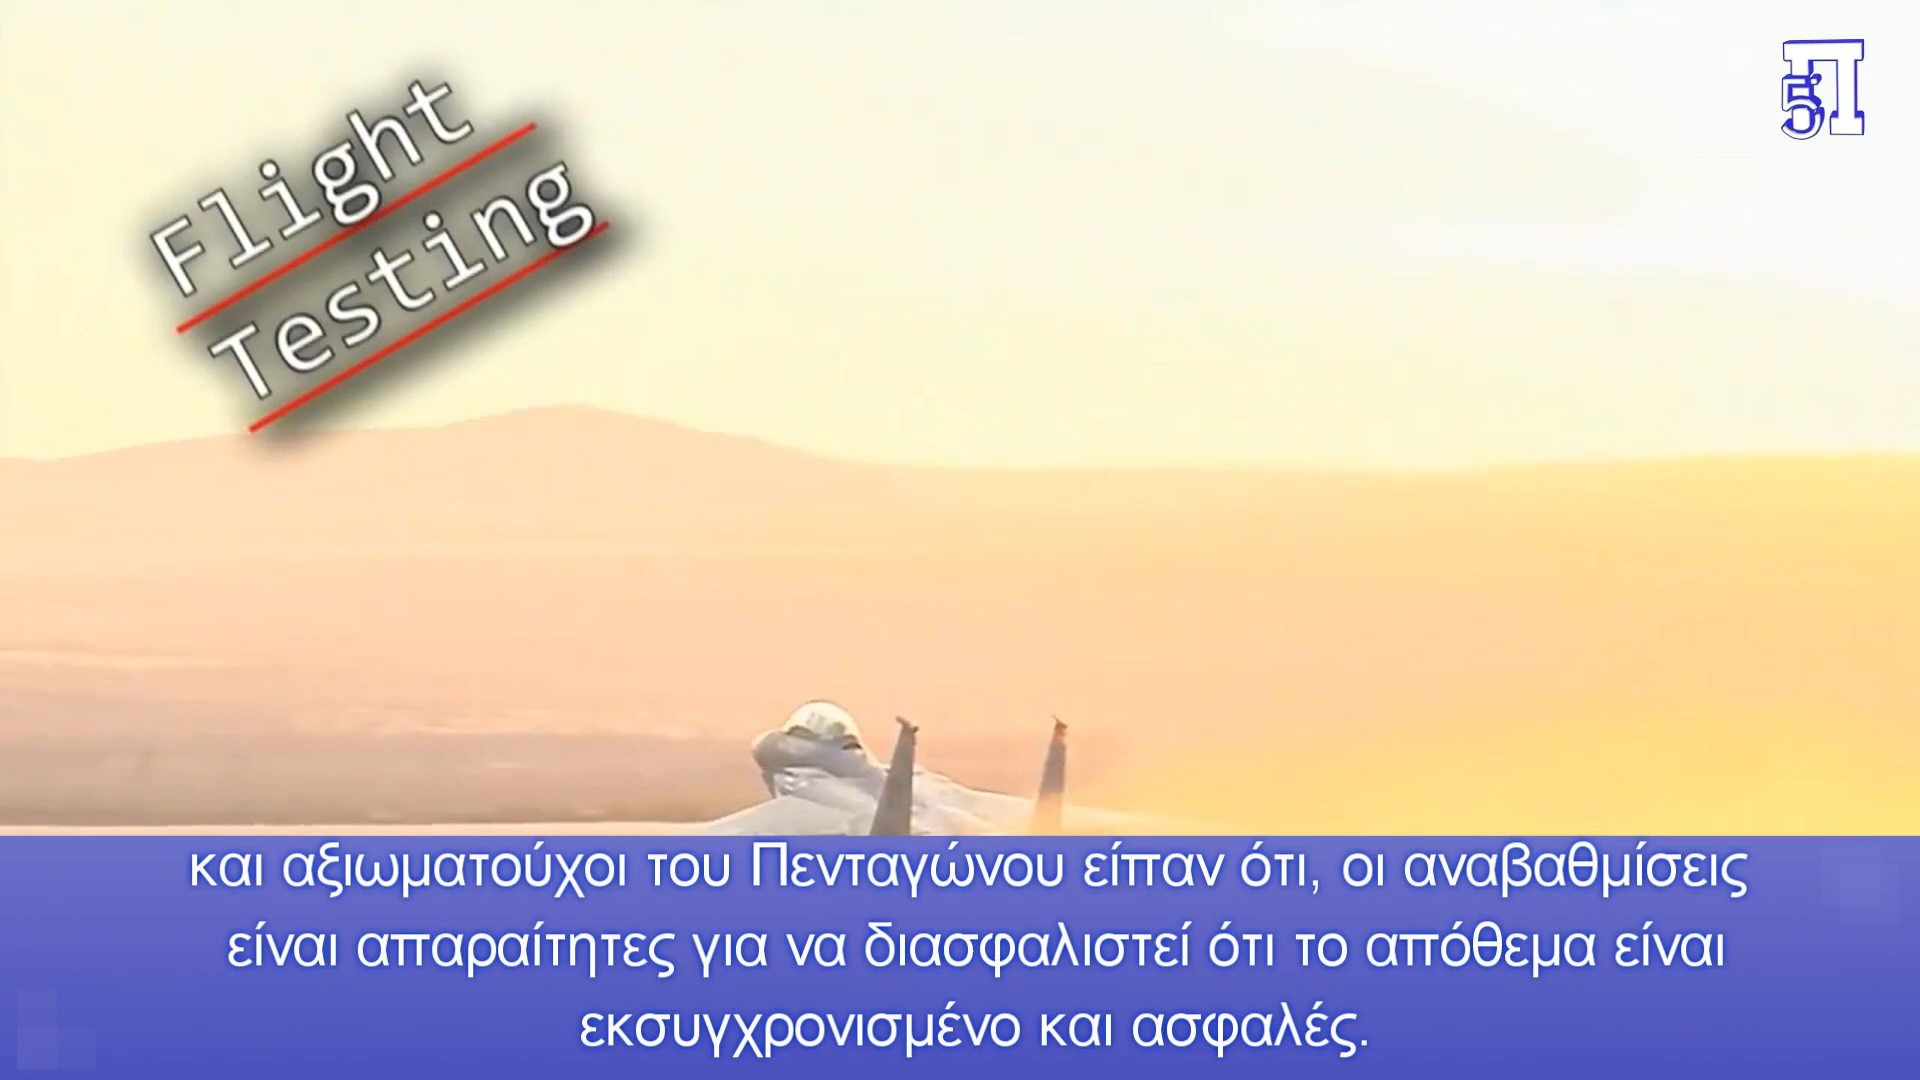 Flight
Testing
5'Π
και αξιωματούχοι του Πενταγώνου είπαν ότι, οι αναβαθμίσεις
είναι απαραίτητες για να διασφαλιστεί ότι το απόθεμα είναι
εκσυγχρονισμένο και ασφαλές.